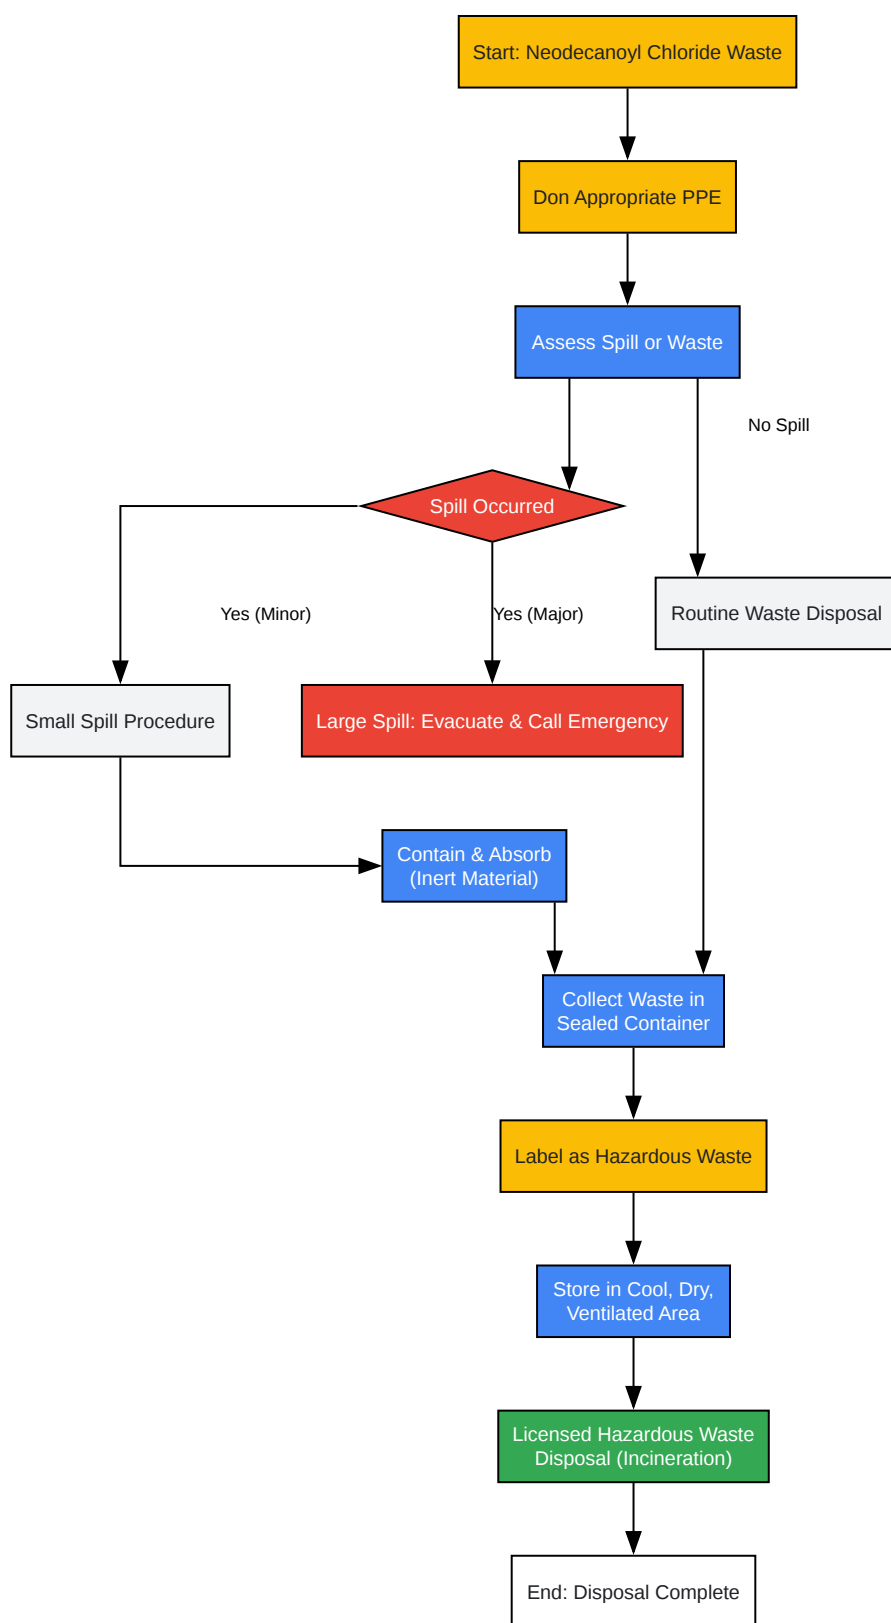 Start: Neodecanoyl Chloride Waste
Don Appropriate PPE
Assess Spill or Waste
No Spill
Spill Occurred
Yes (Minor)
Yes (Major)
Routine Waste Disposal
Small Spill Procedure
Large Spill: Evacuate & Call Emergency
Contain & Absorb
(Inert Material)
Collect Waste in
Sealed Container
Label as Hazardous Waste
Store in Cool, Dry,
Ventilated Area
Licensed Hazardous Waste
Disposal (Incineration)
End: Disposal Complete